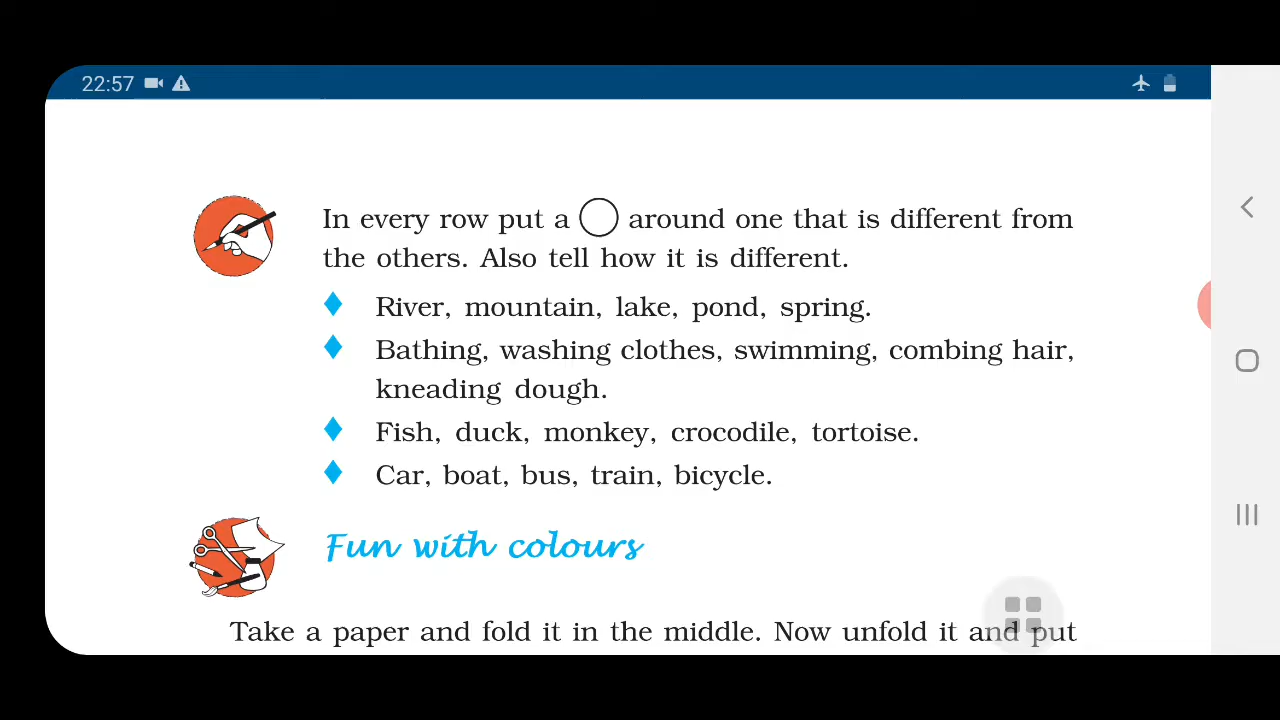 22:57
In every row put a around one that is different from
the others. Also tell how it is different.
River, mountain, lake, pond, spring.
Bathing, washing clothes, swimming, combing hair,
kneading dough.
Fish, duck, monkey, crocodile, tortoise.
Car, boat, bus, train, bicycle.
Fun with colours
Take a paper and fold it in the middle. Now unfold it and put